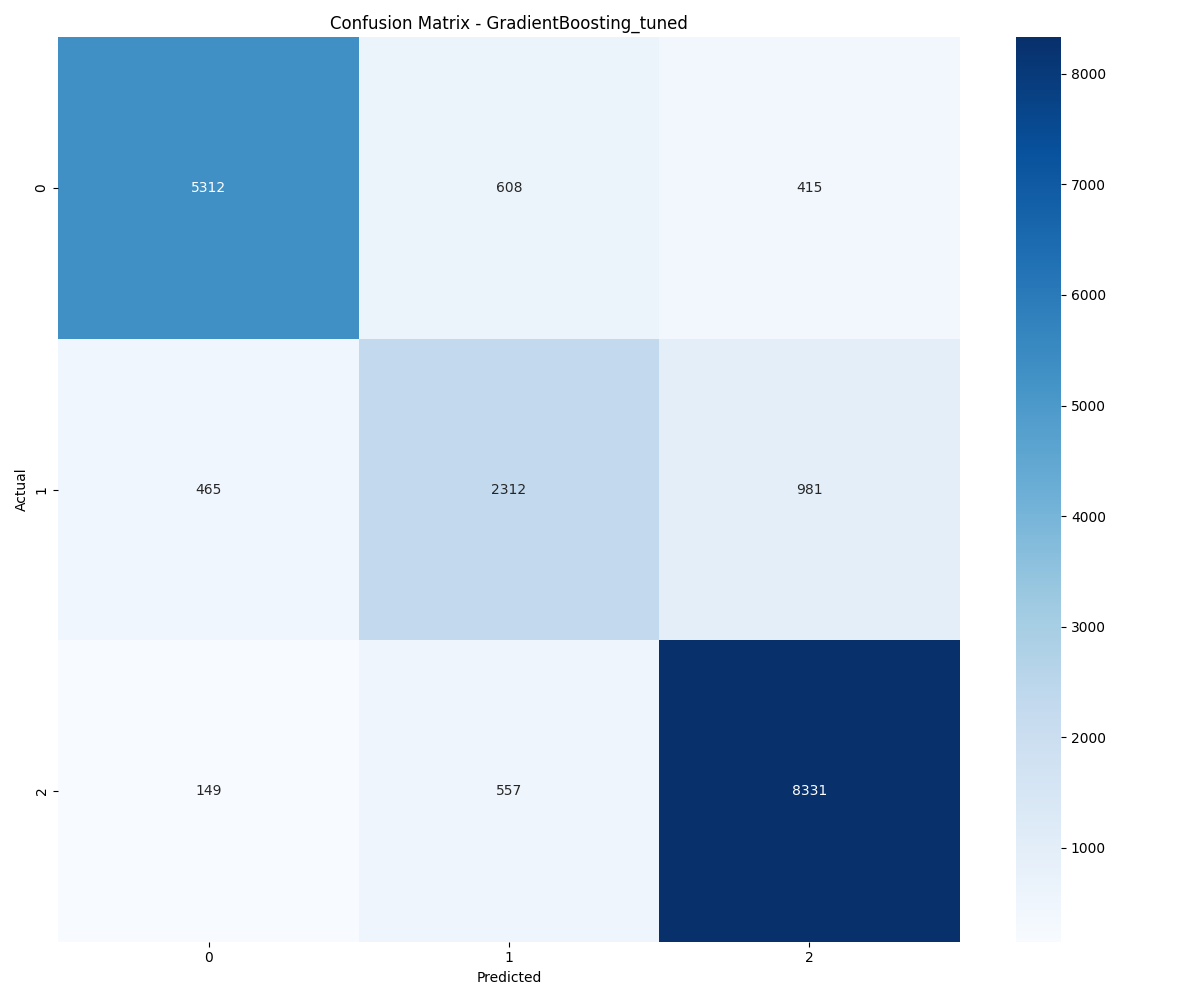 Confusion Matrix - GradientBoosting_tuned
8000
7000
6000
5000
4000
3000
2000
1000
Actual
0
5312 608 415
1
465 2312 981
2
149 557 8331
0 1 2
Predicted